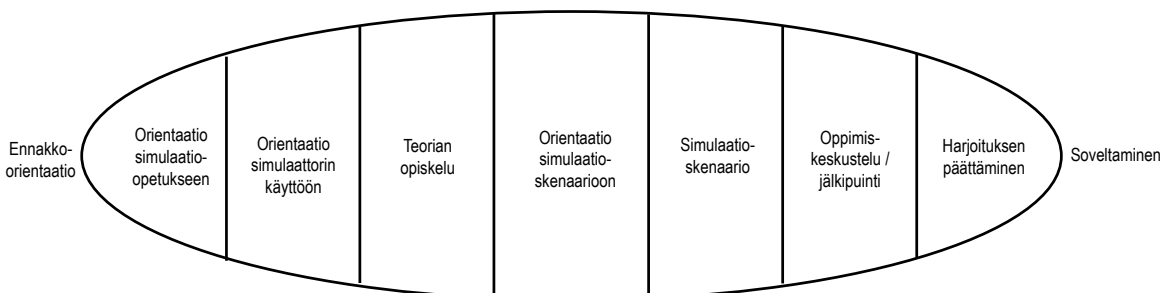 Ennakko-
orientaatio
Orientaatio
simulaatio-
opetukseen
Orientaatio
simulaattorin
käyttöön
Teorian
opiskelu
Orientaatio
simulaatio-
skenaarioon
Simulaatio-
skenaario
Oppimis-
keskustelu /
jälkipuinti
Harjoituksen
päättäminen
Soveltaminen